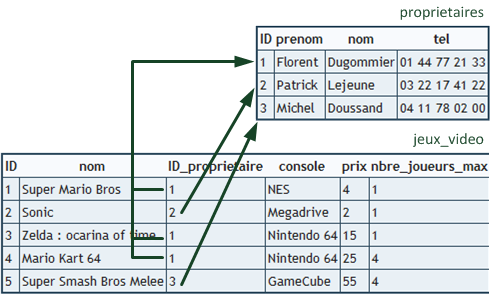 proprietaires
ID prenom nom tel
1 Florent Dugommier 01 44 77 21 33
2 Patrick Lejeune 03 22 17 41 22
3 Michel Doussand 04 11 78 02 00
jeux_video
ID nom ID_proprietaire console prix nbre_joueurs_max
1 Super Mario Bros 1 NES 4 1
2 Sonic 2 Megadrive 2 1
3 Zelda : ocarina of time 1 Nintendo 64 15 1
4 Mario Kart 64 1 Nintendo 64 25 4
5 Super Smash Bros Melee 3 GameCube 55 4